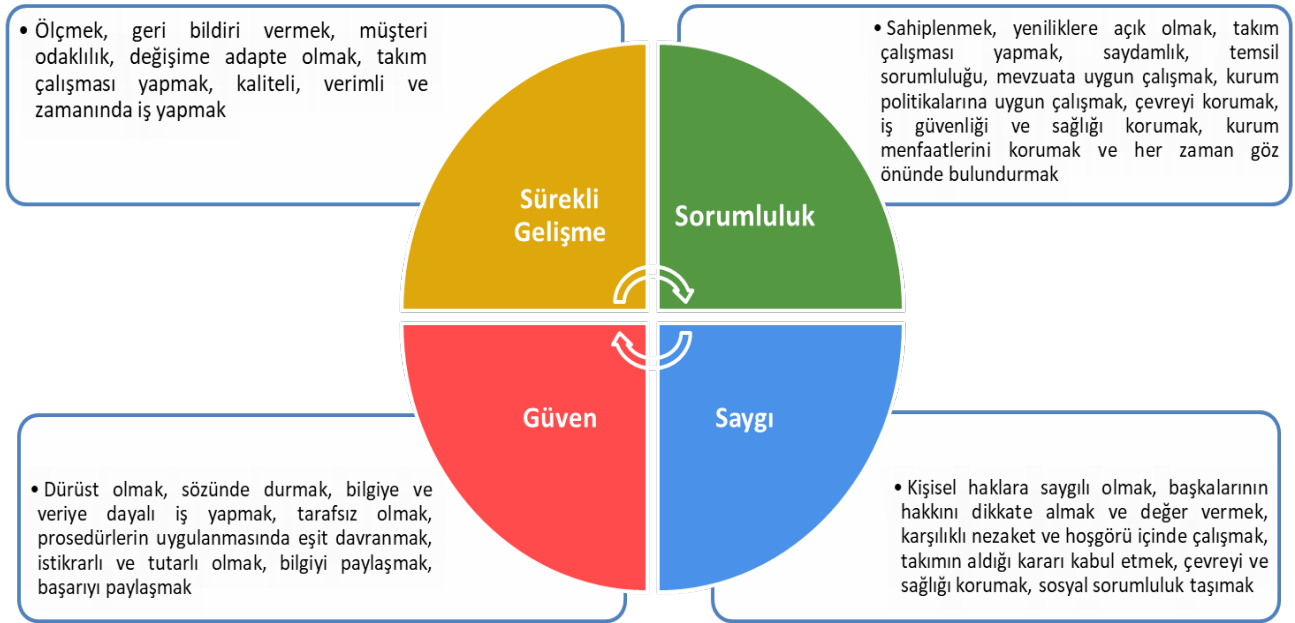 • Ölçmek, geri bildiri vermek, müşteri
odaklılık, değişime adapte olmak, takım
çalışması yapmak, kaliteli, verimli ve
zamanında iş yapmak
• Sahiplenmek, yeniliklere açık olmak, takım
çalışması yapmak, saydamlık, temsil
sorumluluğu, mevzuata uygun çalışmak, kurum
politikalarına uygun çalışmak, çevreyi korumak,
iş güvenliği ve sağlığı korumak, kurum
menfaatlerini korumak ve her zaman göz
önünde bulundurmak
Sürekli
Gelişme
Sorumluluk
Güven
Saygı
• Dürüst olmak, sözünde durmak, bilgiye ve
veriye dayalı iş yapmak, tarafsız olmak,
prosedürlerin uygulanmasında eşit davranmak,
istikrarlı ve tutarlı olmak, bilgiyi paylaşmak,
başarıyı paylaşmak
• Kişisel haklara saygılı olmak, başkalarının
hakkını dikkate almak ve değer vermek,
karşılıklı nezaket ve hoşgörü içinde çalışmak,
takımın aldığı kararı kabul etmek, çevreyi ve
sağlığı korumak, sosyal sorumluluk taşımak